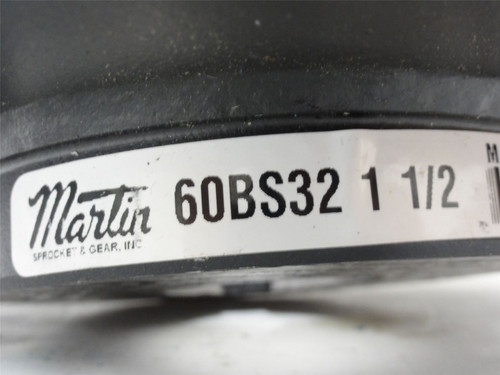 Martin 60BS32 1 1/2
SPROCKET & GEAR, INC
M